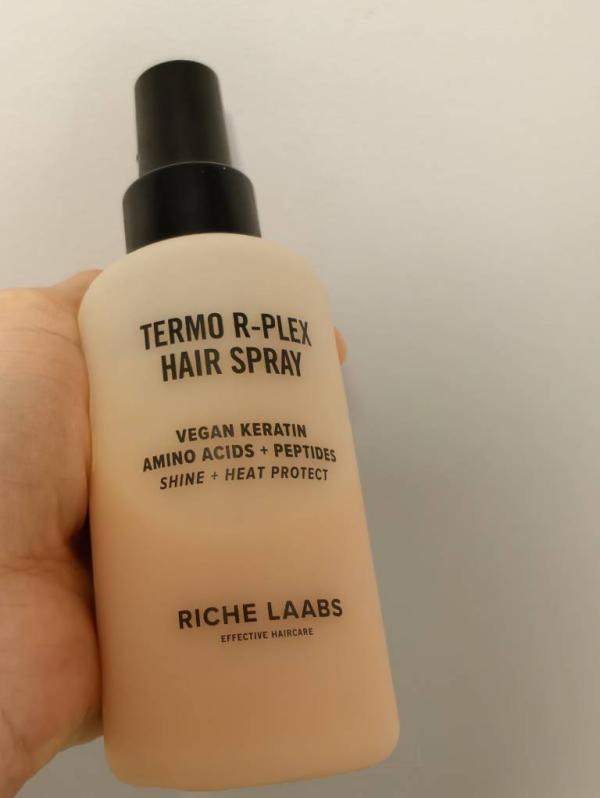 TERMO R-PLEX
HAIR SPRAY
VEGAN KERATIN
AMINO ACIDS + PEPTIDES
SHINE + HEAT PROTECT
RICHE LAABS
EFFECTIVE HAIRCARE